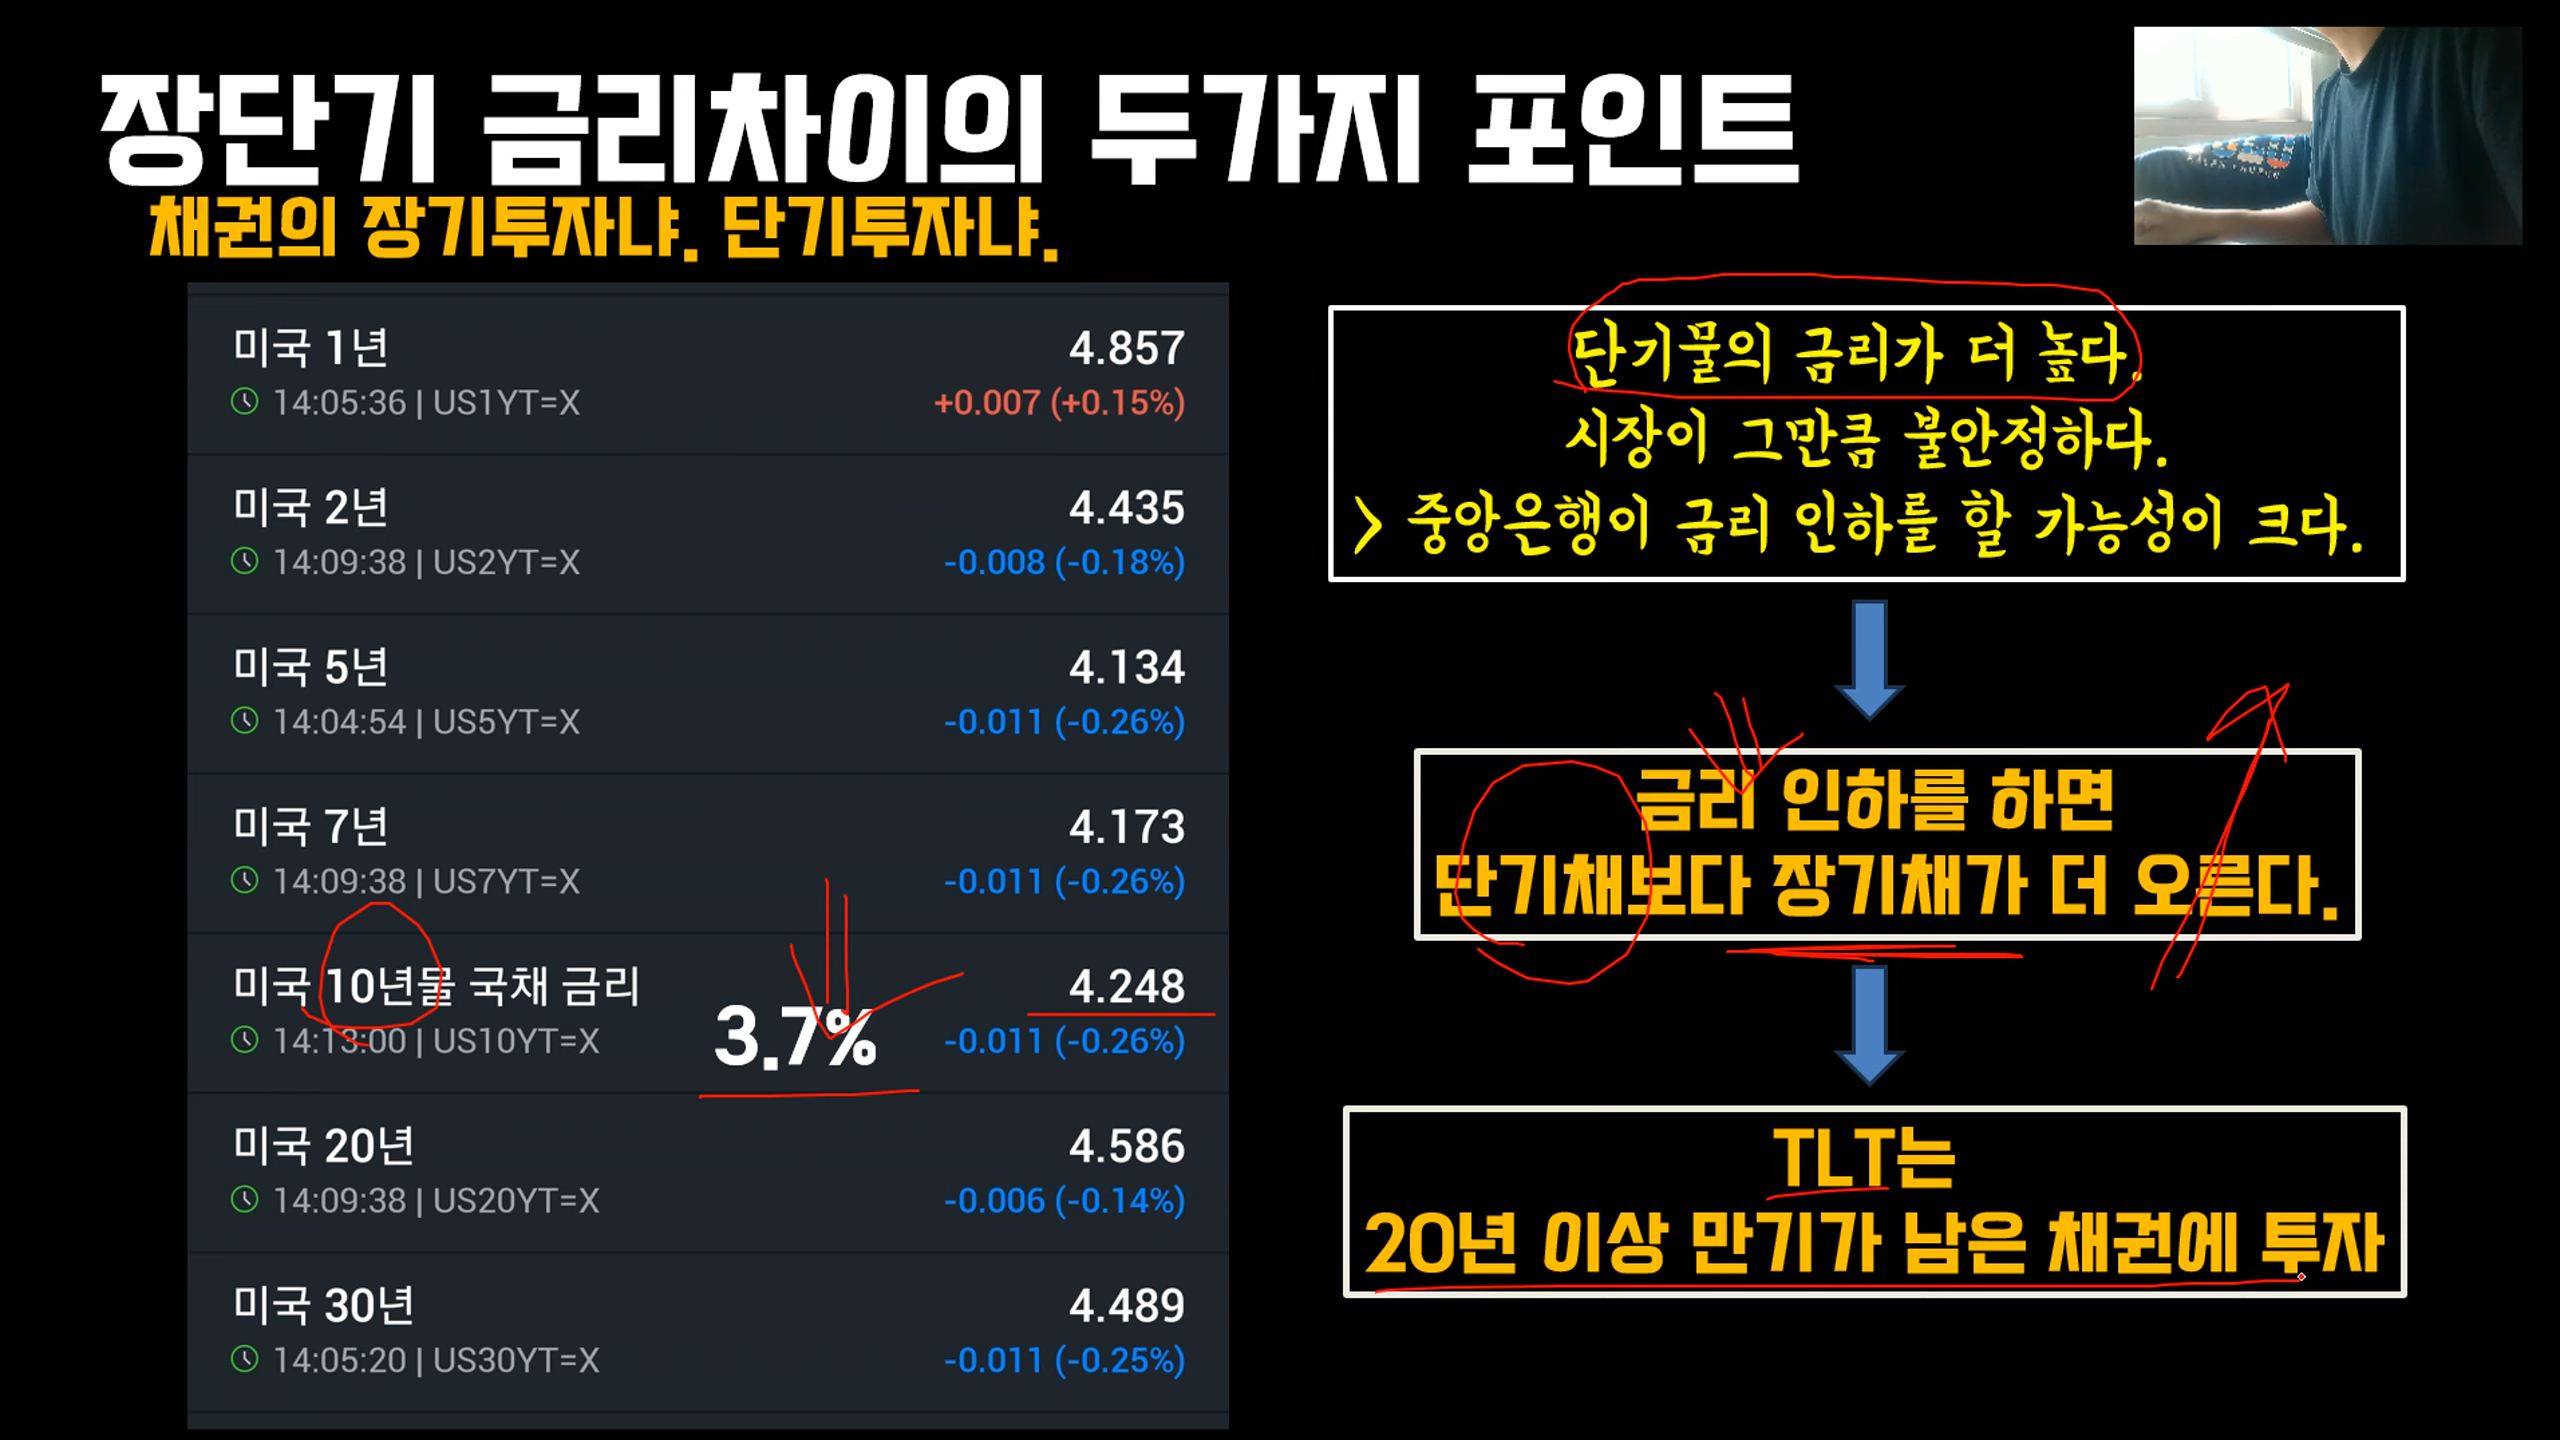 장단기 금리차이의 두가지 포인트
채권의 장기투자냐. 단기투자냐.
미국 1년 4.857
14:05:36 | US1YT=X +0.007 (+0.15%)
미국 2년 4.435
14:09:38 | US2YT=X -0.008 (-0.18%)
미국 5년 4.134
14:04:54 | US5YT=X -0.011 (-0.26%)
미국 7년 4.173
14:09:38 | US7YT=X -0.011 (-0.26%)
미국 10년물 국채 금리 4.248
14:13:00 | US10YT=X -0.011 (-0.26%)
3.7%
미국 20년 4.586
14:09:38 | US20YT=X -0.006 (-0.14%)
미국 30년 4.489
14:05:20 | US30YT=X -0.011 (-0.25%)
단기물의 금리가 더 높다.
시장이 그만큼 불안정하다.
> 중앙은행이 금리 인하를 할 가능성이 크다.
금리 인하를 하면
단기채보다 장기채가 더 오른다.
TLT는
20년 이상 만기가 남은 채권에 투자